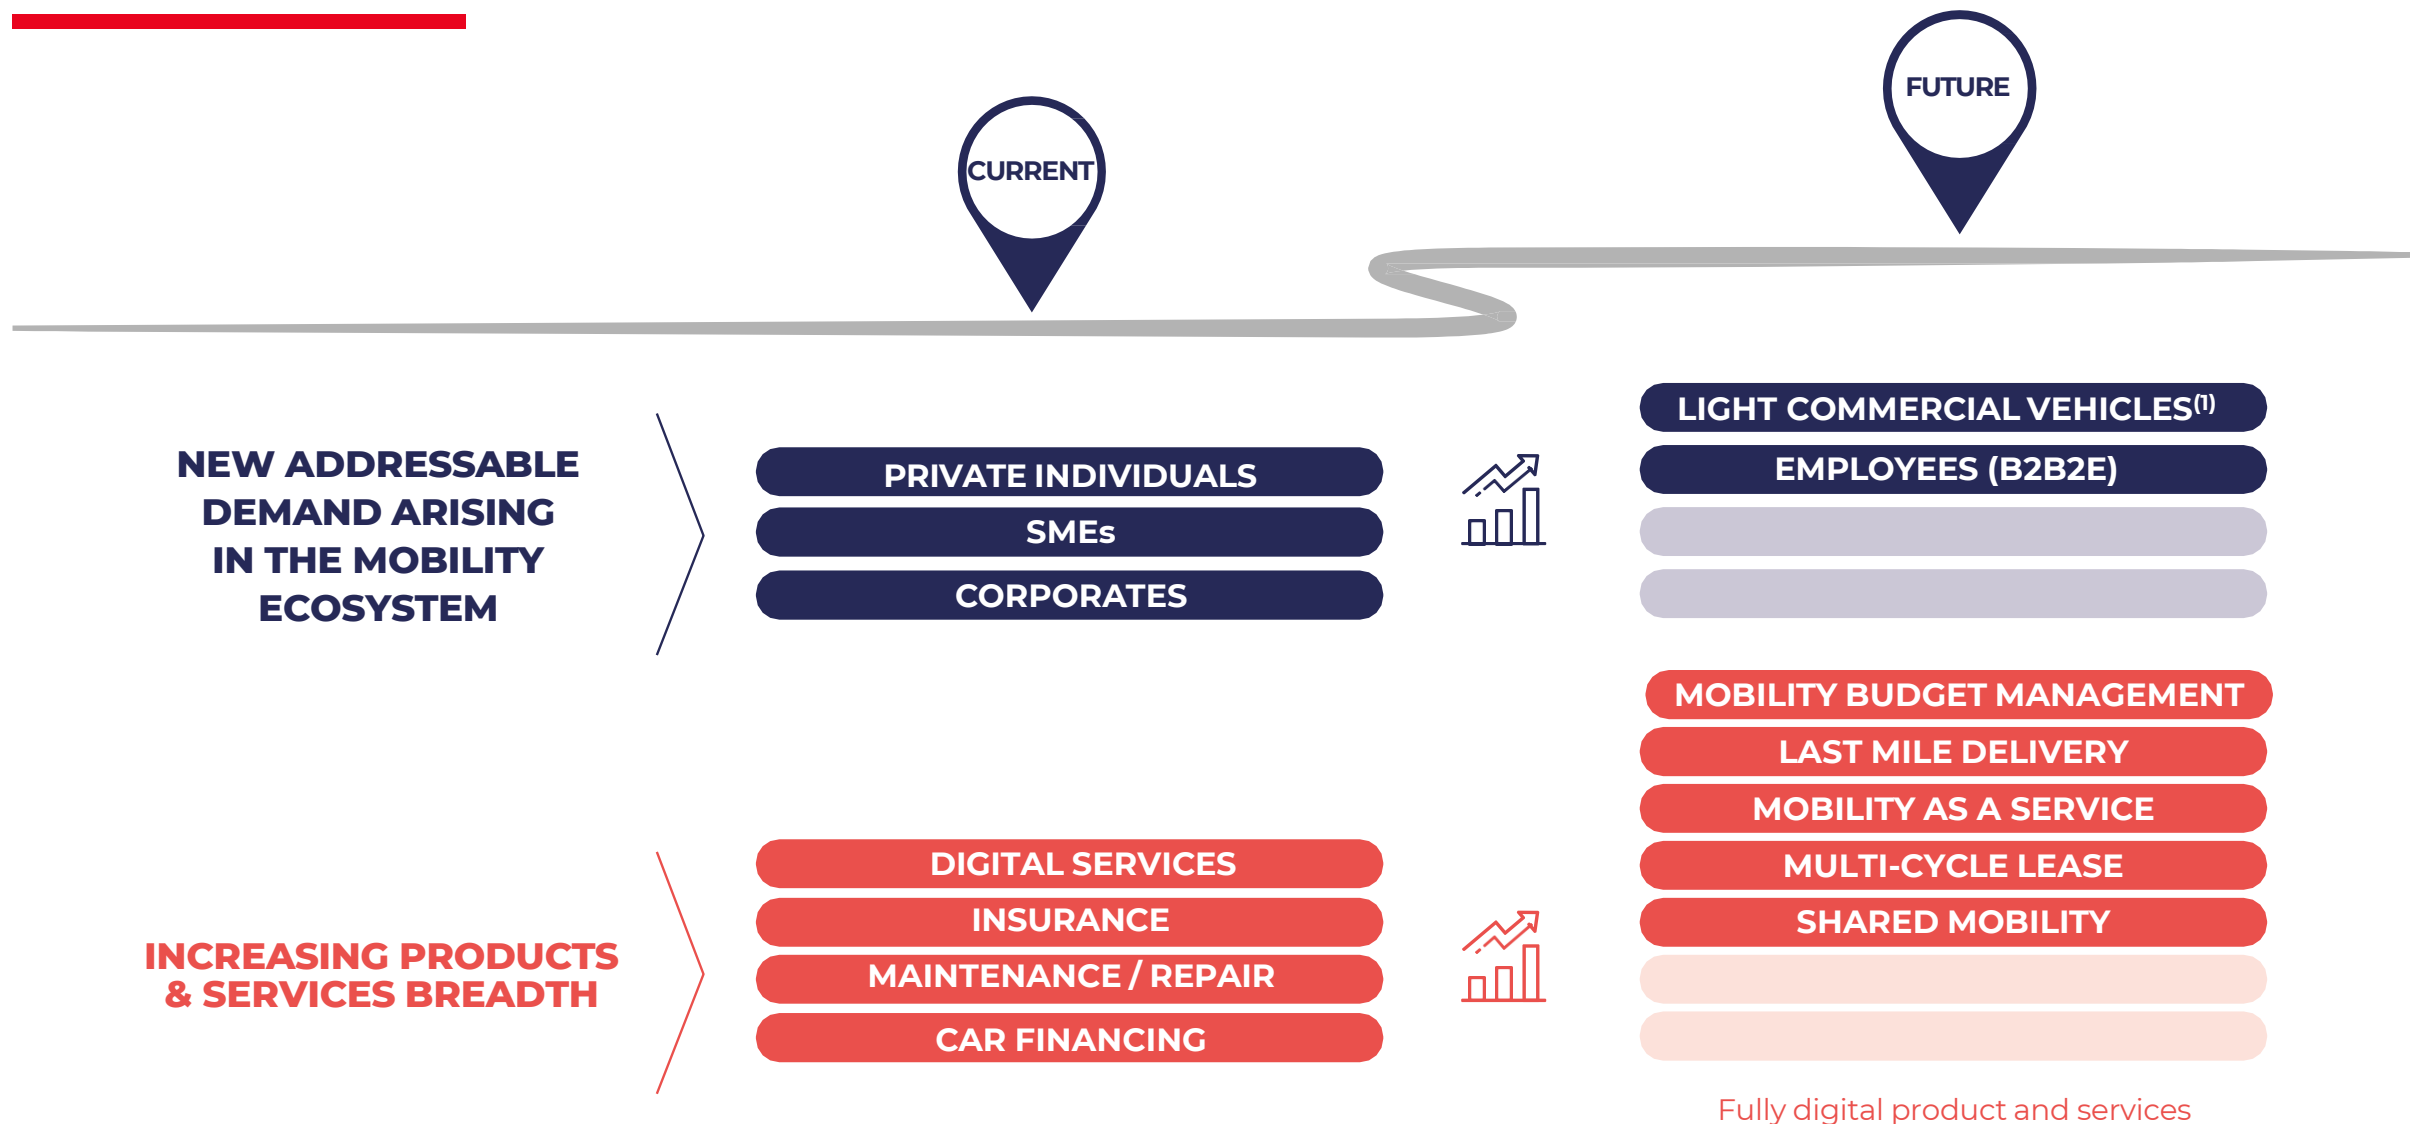 FUTURE
CURRENT
NEW ADDRESSABLE
DEMAND ARISING
IN THE MOBILITY
ECOSYSTEM
PRIVATE INDIVIDUALS
SMEs
CORPORATES
LIGHT COMMERCIAL VEHICLES(1)
EMPLOYEES (B2B2E)
INCREASING PRODUCTS
& SERVICES BREADTH
DIGITAL SERVICES
INSURANCE
MAINTENANCE / REPAIR
CAR FINANCING
MOBILITY BUDGET MANAGEMENT
LAST MILE DELIVERY
MOBILITY AS A SERVICE
MULTI-CYCLE LEASE
SHARED MOBILITY
Fully digital product and services